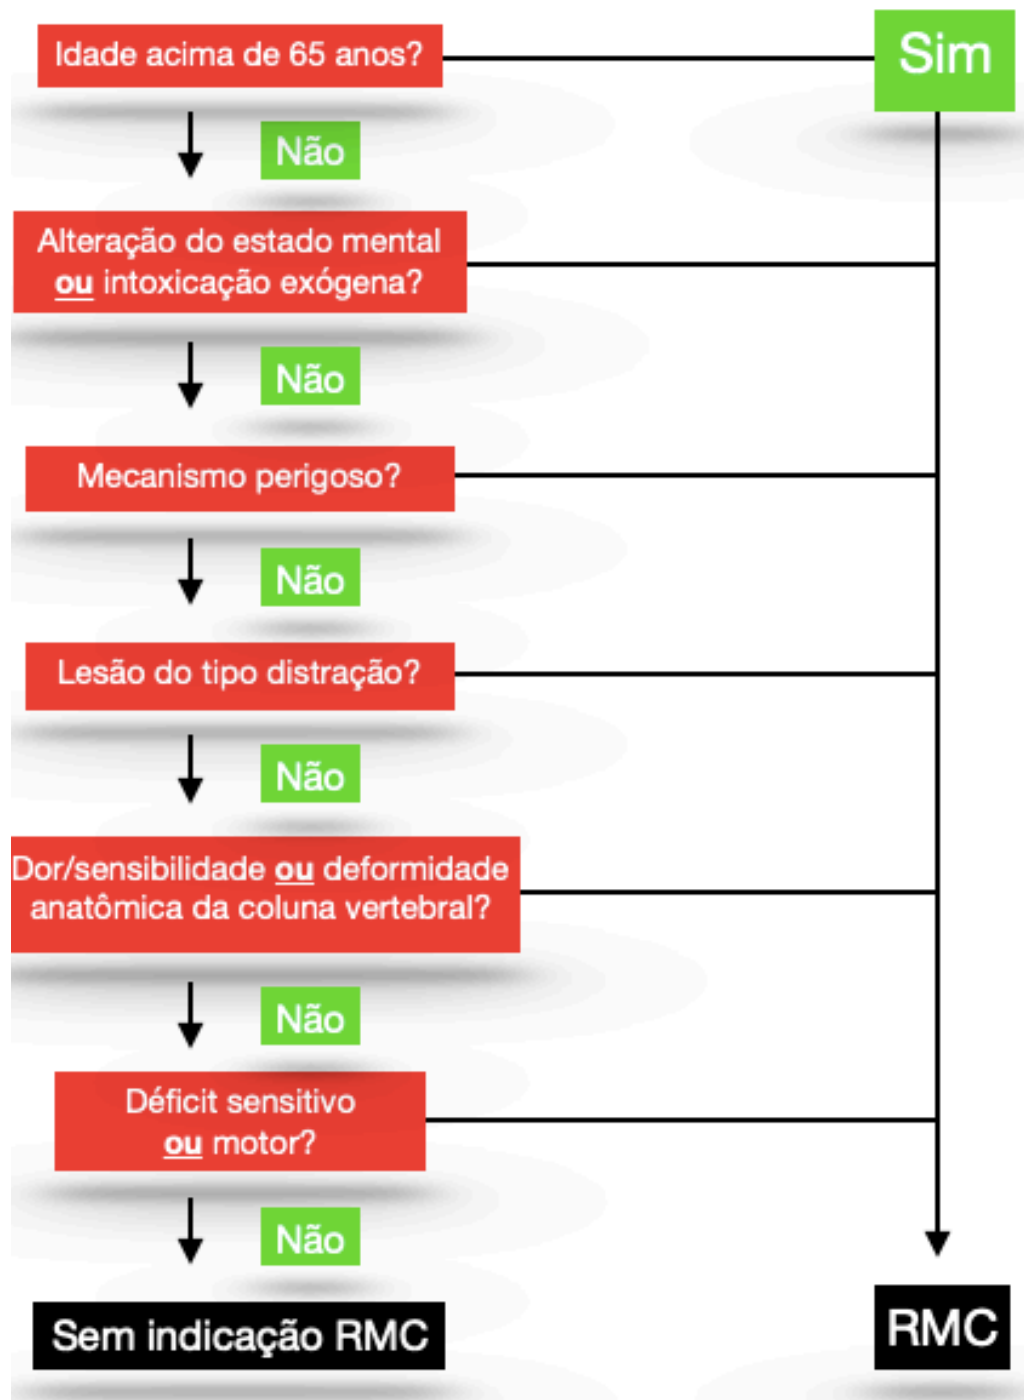 Idade acima de 65 anos?
Sim
Não
Alteração do estado mental
ou intoxicação exógena?
Não
Mecanismo perigoso?
Não
Lesão do tipo distração?
Não
Dor/sensibilidade ou deformidade
anatômica da coluna vertebral?
Não
Déficit sensitivo
ou motor?
Não
Sem indicação RMC
RMC